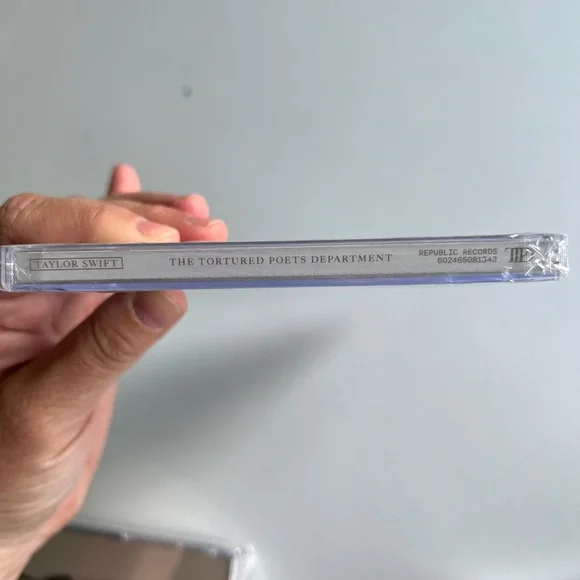 TAYLOR SWIFT
THE TORTURED POETS DEPARTMENT
REPUBLIC RECORDS
602465081343